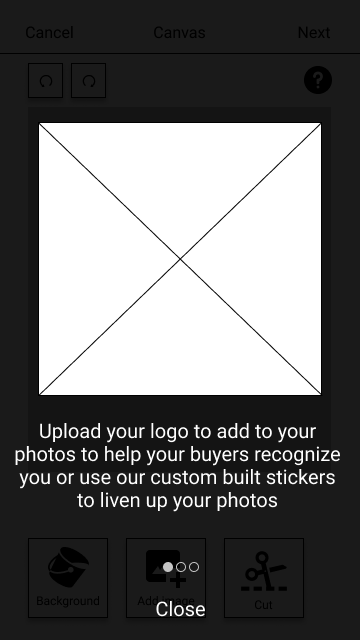 Cancel Canvas Next
?
Upload your logo to add to your
photos to help your buyers recognize
you or use our custom built stickers
to liven up your photos
Background Add image Cut
Close